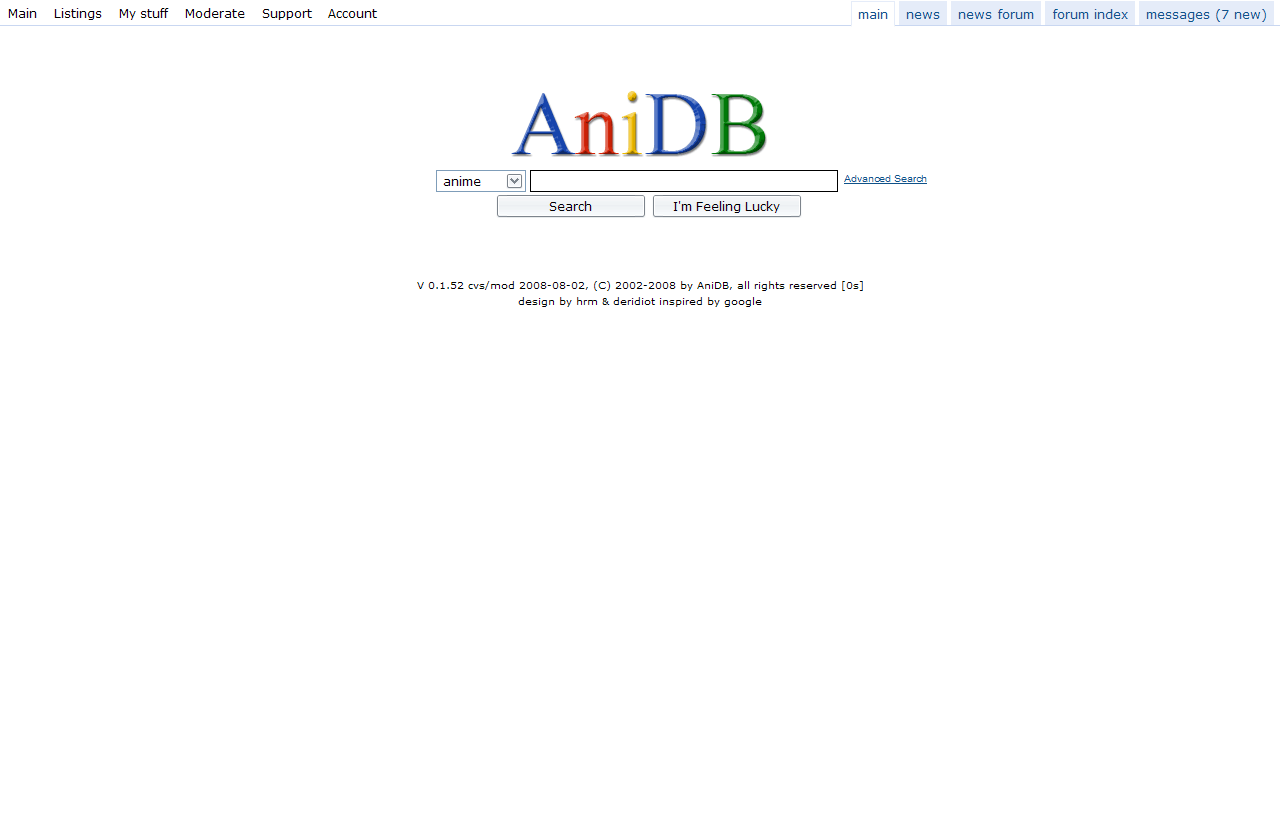 Main Listings My stuff Moderate Support Account main news news forum forum index messages (7 new)
AniDB
anime Advanced Search
Search I'm Feeling Lucky
V 0.1.52 cvs/mod 2008-08-02, (C) 2002-2008 by AniDB, all rights reserved [0s]
design by hrm & deridiot inspired by google